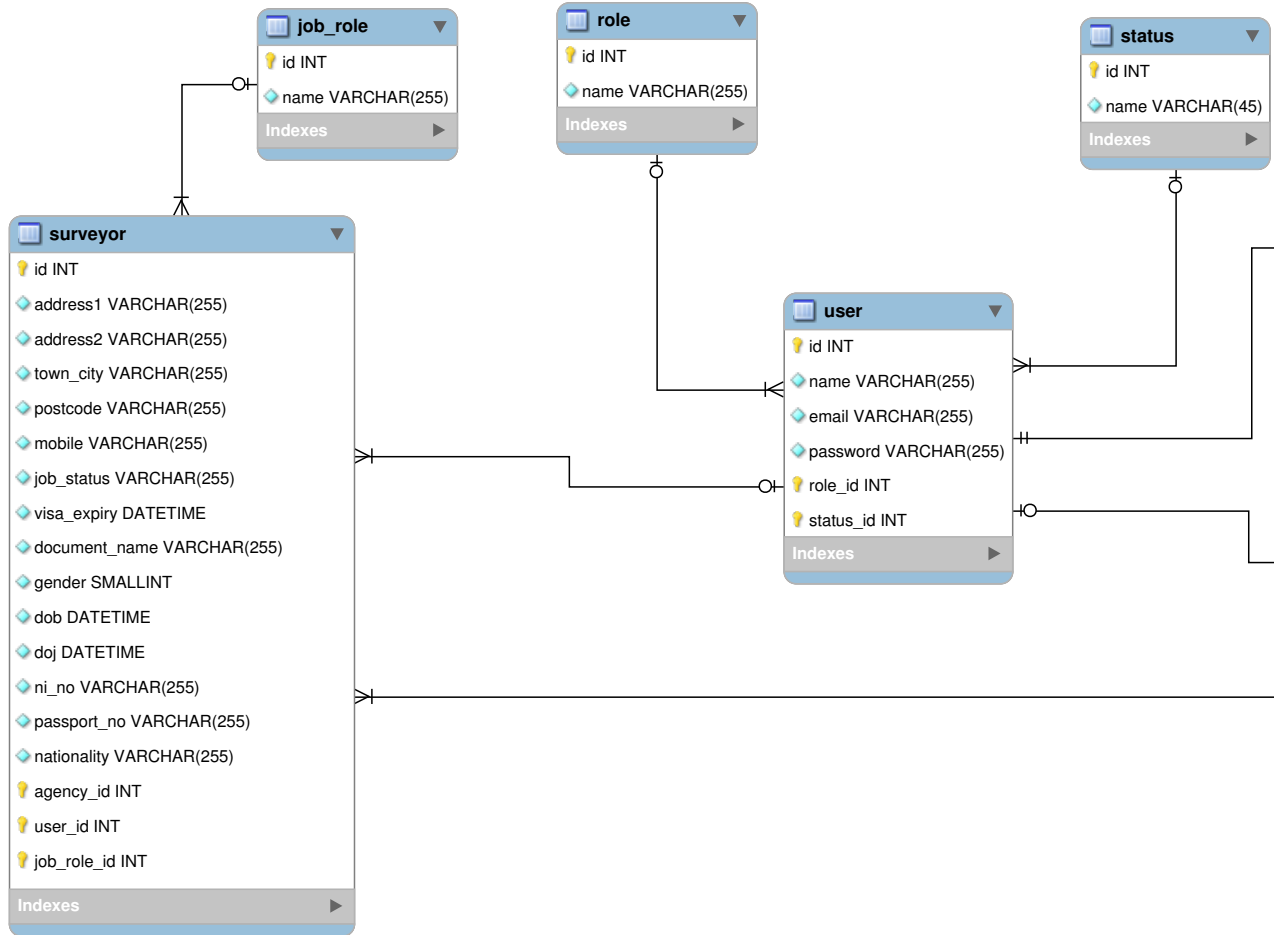 job_role
id INT
name VARCHAR(255)
Indexes
role
id INT
name VARCHAR(255)
Indexes
status
id INT
name VARCHAR(45)
Indexes
surveyor
id INT
address1 VARCHAR(255)
address2 VARCHAR(255)
town_city VARCHAR(255)
postcode VARCHAR(255)
mobile VARCHAR(255)
job_status VARCHAR(255)
visa_expiry DATETIME
document_name VARCHAR(255)
gender SMALLINT
dob DATETIME
doj DATETIME
ni_no VARCHAR(255)
passport_no VARCHAR(255)
nationality VARCHAR(255)
agency_id INT
user_id INT
job_role_id INT
Indexes
user
id INT
name VARCHAR(255)
email VARCHAR(255)
password VARCHAR(255)
role_id INT
status_id INT
Indexes